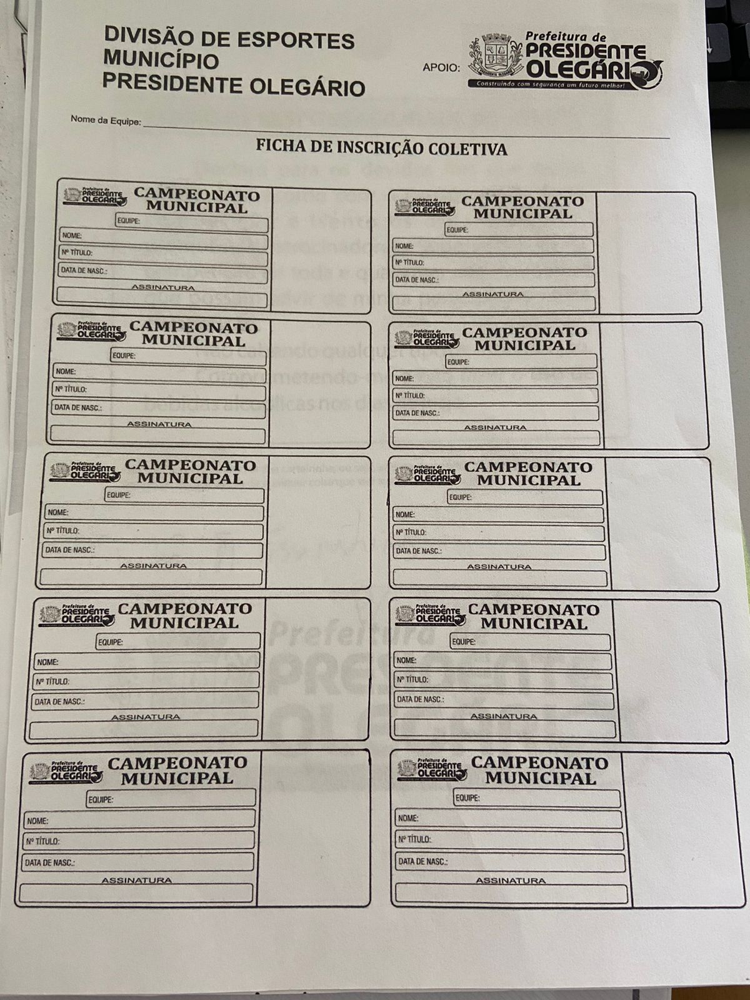 DIVISÃO DE ESPORTES
MUNICÍPIO
PRESIDENTE OLEGÁRIO
APOIO:
Prefeitura de
PRESIDENTE
OLEGÁRIO
Construindo com segurança um futuro melhor!
Nome da Equipe:
FICHA DE INSCRIÇÃO COLETIVA
Prefeitura de
PRESIDENTE
OLEGÁRIO
CAMPEONATO
MUNICIPAL
EQUIPE:
NOME:
Nº TÍTULO:
DATA DE NASC.:
ASSINATURA
Prefeitura de
PRESIDENTE
OLEGÁRIO
CAMPEONATO
MUNICIPAL
EQUIPE:
NOME:
Nº TÍTULO:
DATA DE NASC.:
ASSINATURA
Prefeitura de
PRESIDENTE
OLEGÁRIO
CAMPEONATO
MUNICIPAL
EQUIPE:
NOME:
Nº TÍTULO:
DATA DE NASC.:
ASSINATURA
Prefeitura de
PRESIDENTE
OLEGÁRIO
CAMPEONATO
MUNICIPAL
EQUIPE:
NOME:
Nº TÍTULO:
DATA DE NASC.:
ASSINATURA
Prefeitura de
PRESIDENTE
OLEGÁRIO
CAMPEONATO
MUNICIPAL
EQUIPE:
NOME:
Nº TÍTULO:
DATA DE NASC.:
ASSINATURA
Prefeitura de
PRESIDENTE
OLEGÁRIO
CAMPEONATO
MUNICIPAL
EQUIPE:
NOME:
Nº TÍTULO:
DATA DE NASC.:
ASSINATURA
Prefeitura de
PRESIDENTE
OLEGÁRIO
CAMPEONATO
MUNICIPAL
EQUIPE:
NOME:
Nº TÍTULO:
DATA DE NASC.:
ASSINATURA
Prefeitura de
PRESIDENTE
OLEGÁRIO
CAMPEONATO
MUNICIPAL
EQUIPE:
NOME:
Nº TÍTULO:
DATA DE NASC.:
ASSINATURA
Prefeitura de
PRESIDENTE
OLEGÁRIO
CAMPEONATO
MUNICIPAL
EQUIPE:
NOME:
Nº TÍTULO:
DATA DE NASC.:
ASSINATURA
Prefeitura de
PRESIDENTE
OLEGÁRIO
CAMPEONATO
MUNICIPAL
EQUIPE:
NOME:
Nº TÍTULO:
DATA DE NASC.:
ASSINATURA